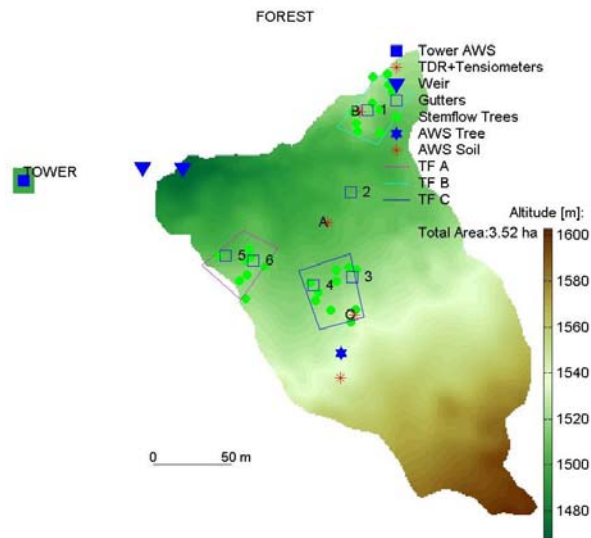 FOREST
Tower AWS
TDR+Tensiometers
Weir
Gutters
Stemflow Trees
AWS Tree
AWS Soil
TF A
TF B
TF C
B 1
TOWER
2
A
Altitude [m]:
Total Area:3.52 ha
1600
5
6
3
4
1580
C
1560
1540
1520
0 50 m
1500
1480